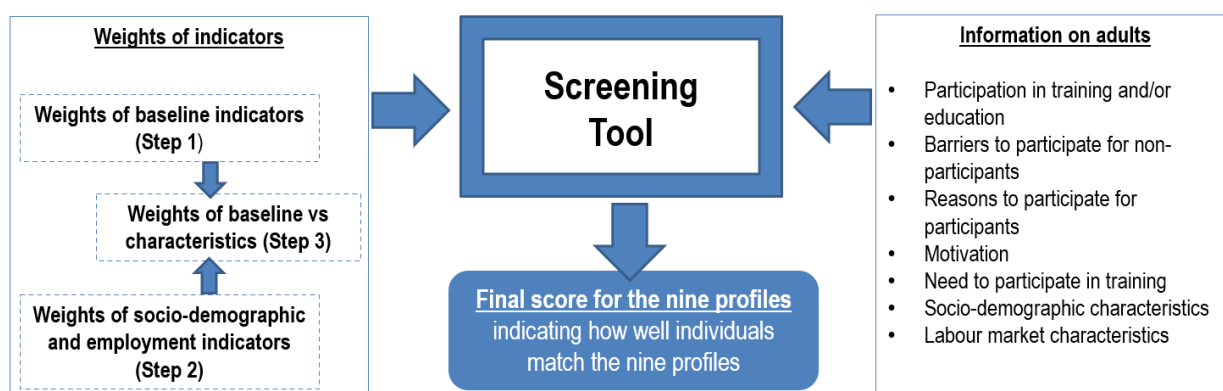 Weights of indicators
Weights of baseline indicators
(Step 1)
Weights of baseline vs
characteristics (Step 3)
Weights of socio-demographic
and employment indicators
(Step 2)
Screening
Tool
Final score for the nine profiles
indicating how well individuals
match the nine profiles
Information on adults
• Participation in training and/or
education
• Barriers to participate for non-
participants
• Reasons to participate for
participants
• Motivation
• Need to participate in training
• Socio-demographic characteristics
• Labour market characteristics